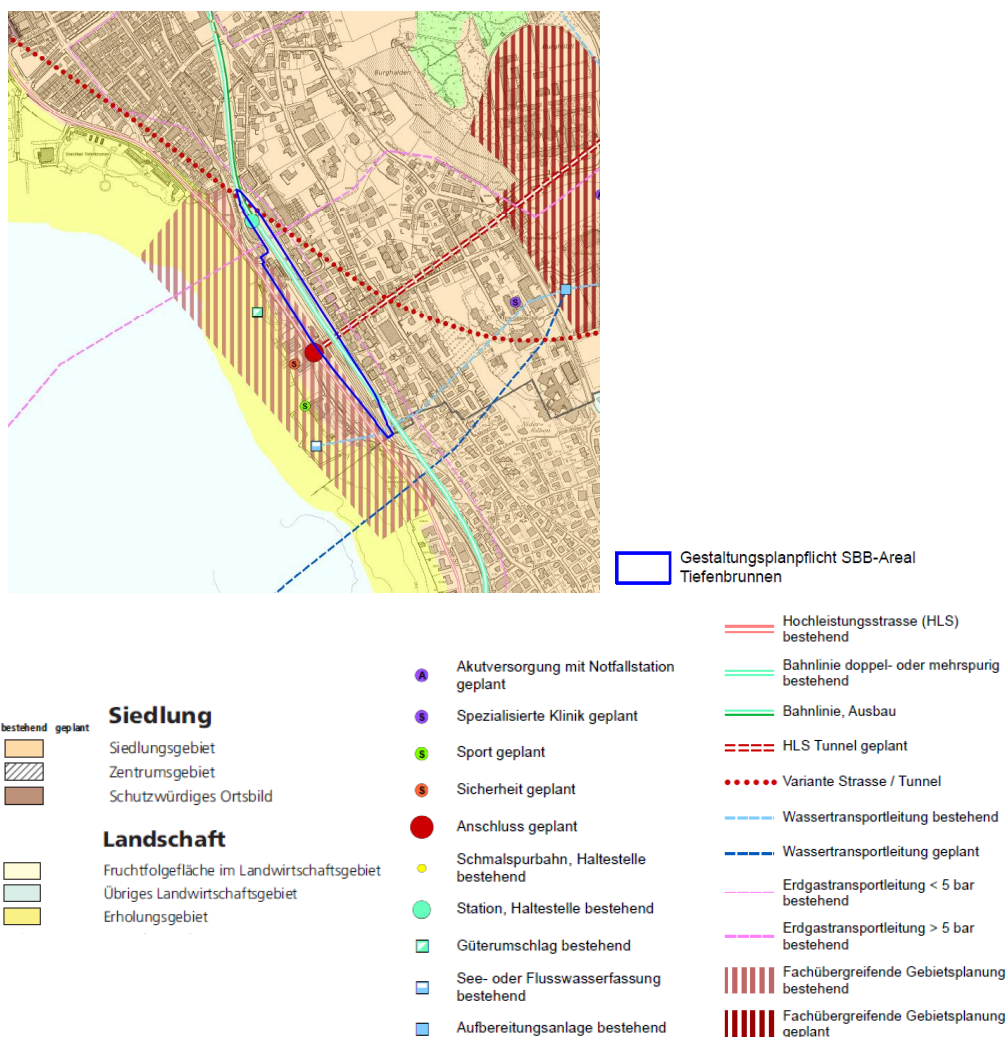 Burghölzli
Burghalden
Strandbad Tiefenbrunnen
S
S
S
Gestaltungsplanpflicht SBB-Areal
Tiefenbrunnen
bestehend geplant
Siedlung
Siedlungsgebiet
Zentrumsgebiet
Schutzwürdiges Ortsbild
Landschaft
Fruchtfolgefläche im Landwirtschaftsgebiet
Übriges Landwirtschaftsgebiet
Erholungsgebiet
A Akutversorgung mit Notfallstation
geplant
S Spezialisierte Klinik geplant
S Sport geplant
S Sicherheit geplant
Anschluss geplant
Schmalspurbahn, Haltestelle
bestehend
Station, Haltestelle bestehend
Güterumschlag bestehend
See- oder Flusswasserfassung
bestehend
Aufbereitungsanlage bestehend
Hochleistungsstrasse (HLS)
bestehend
Bahnlinie doppel- oder mehrspurig
bestehend
Bahnlinie, Ausbau
HLS Tunnel geplant
Variante Strasse / Tunnel
Wassertransportleitung bestehend
Wassertransportleitung geplant
Erdgastransportleitung < 5 bar
bestehend
Erdgastransportleitung > 5 bar
bestehend
Fachübergreifende Gebietsplanung
bestehend
Fachübergreifende Gebietsplanung
geplant